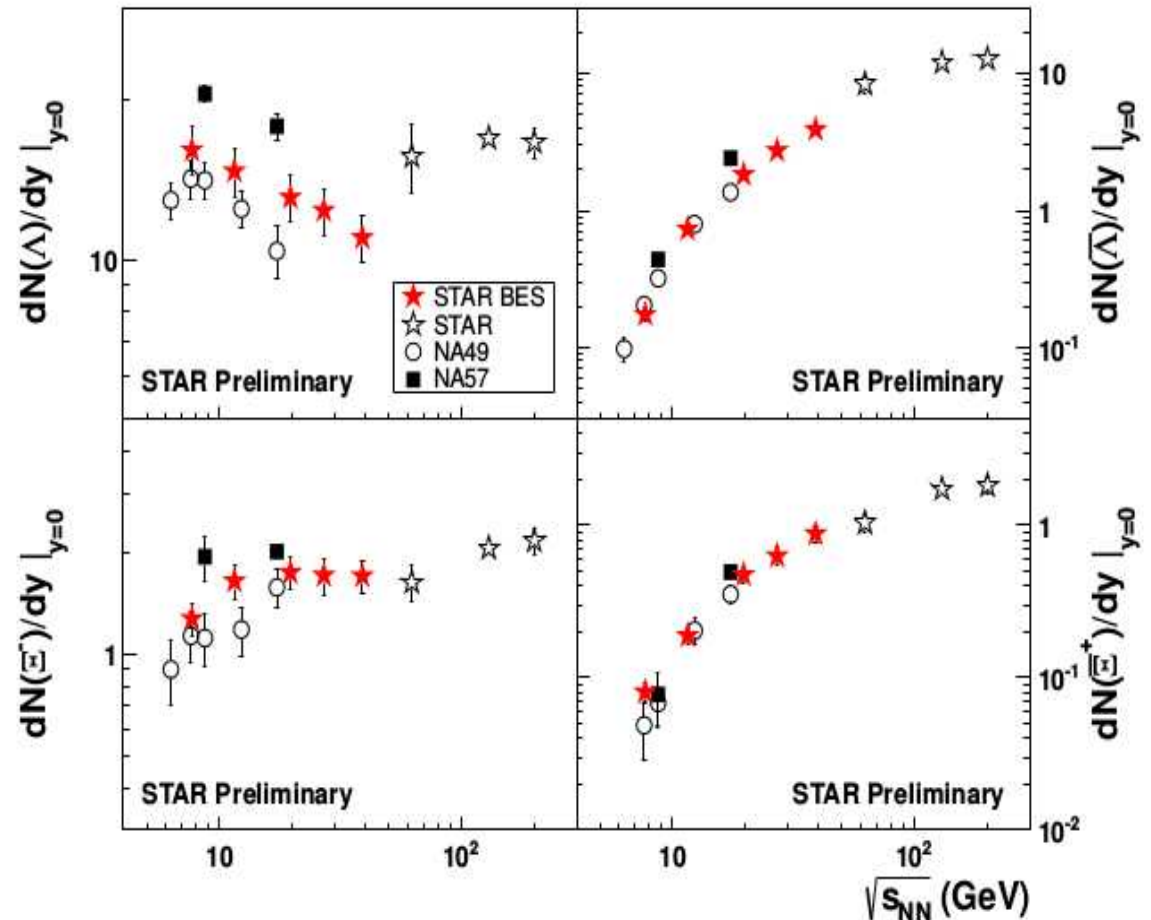 dN(Λ)/dy |y=0
10
STAR BES
STAR
NA49
NA57
STAR Preliminary
10
1
10⁻¹
dN(Λ̅)/dy |y=0
STAR Preliminary
dN(Ξ⁻)/dy |y=0
1
STAR Preliminary
10
10²
1
10⁻¹
10⁻²
dN(Ξ̅⁺)/dy |y=0
STAR Preliminary
10
10²
√sNN (GeV)